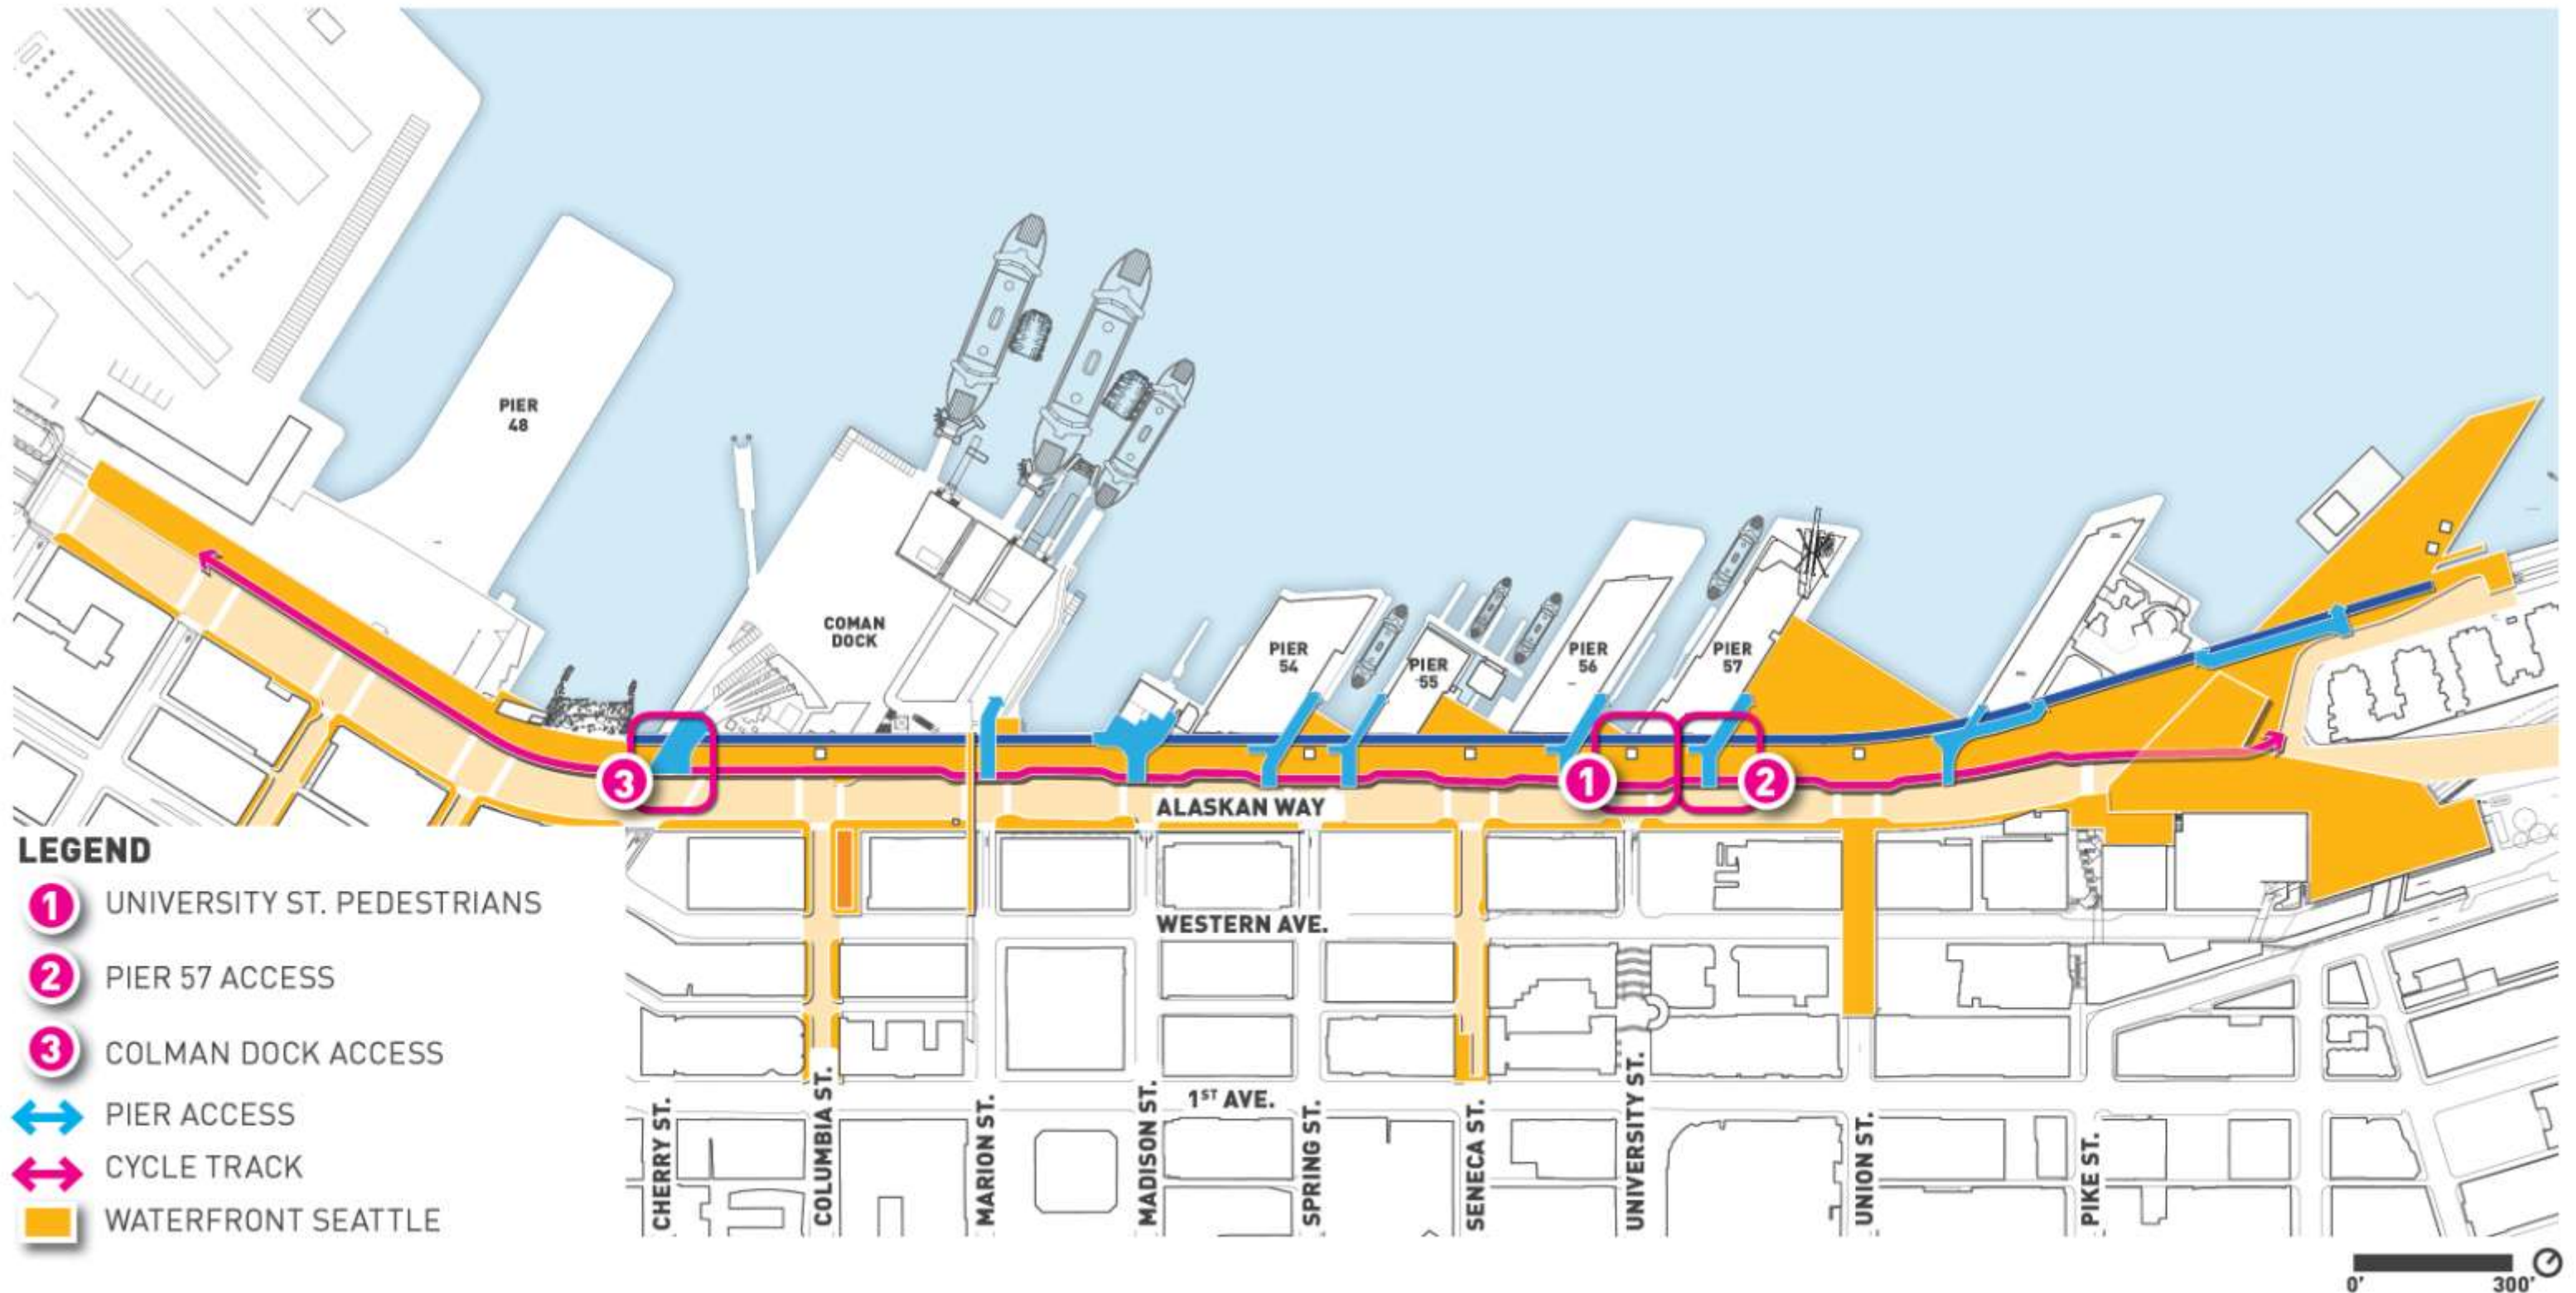 PIER
48
COMAN
DOCK
PIER
54
PIER
55
PIER
56
PIER
57
3
1
2
ALASKAN WAY
WESTERN AVE.
1ST AVE.
CHERRY ST.
COLUMBIA ST.
MARION ST.
MADISON ST.
SPRING ST.
SENECA ST.
UNIVERSITY ST.
UNION ST.
PIKE ST.
LEGEND
1 UNIVERSITY ST. PEDESTRIANS
2 PIER 57 ACCESS
3 COLMAN DOCK ACCESS
PIER ACCESS
CYCLE TRACK
WATERFRONT SEATTLE
0' 300'